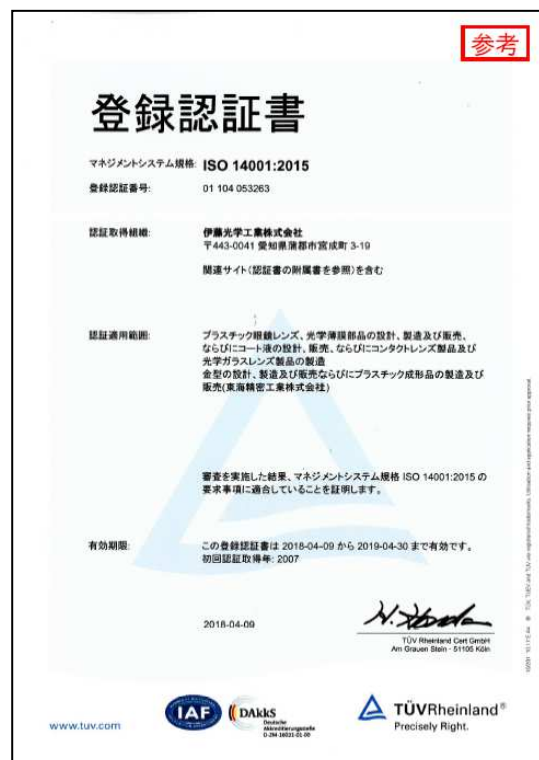 参考
登録認証書
マネジメントシステム規格: ISO 14001:2015
登録認証番号: 01 104 053263
認証取得組織: 伊藤光学工業株式会社
〒443-0041 愛知県蒲郡市宮成町 3-19
関連サイト(認証書の附属書を参照)を含む
認証適用範囲: プラスチック眼鏡レンズ、光学薄膜部品の設計、製造及び販売、
ならびにコート液の設計、販売、ならびにコンタクトレンズ製品及び
光学ガラスレンズ製品の製造
金型の設計、製造及び販売ならびにプラスチック成形品の製造及び
販売(東海精密工業株式会社)
審査を実施した結果、マネジメントシステム規格 ISO 14001:2015 の
要求事項に適合していることを証明します。
有効期限: この登録認証書は 2018-04-09 から 2019-04-30 まで有効です。
初回認証取得年: 2007
2018-04-09
TÜV Rheinland Cert GmbH
Am Grauen Stein · 51105 Köln
www.tuv.com
IAF
DAkkS
Deutsche
Akkreditierungsstelle
D-ZM-16031-01-00
TÜVRheinland®
Precisely Right.